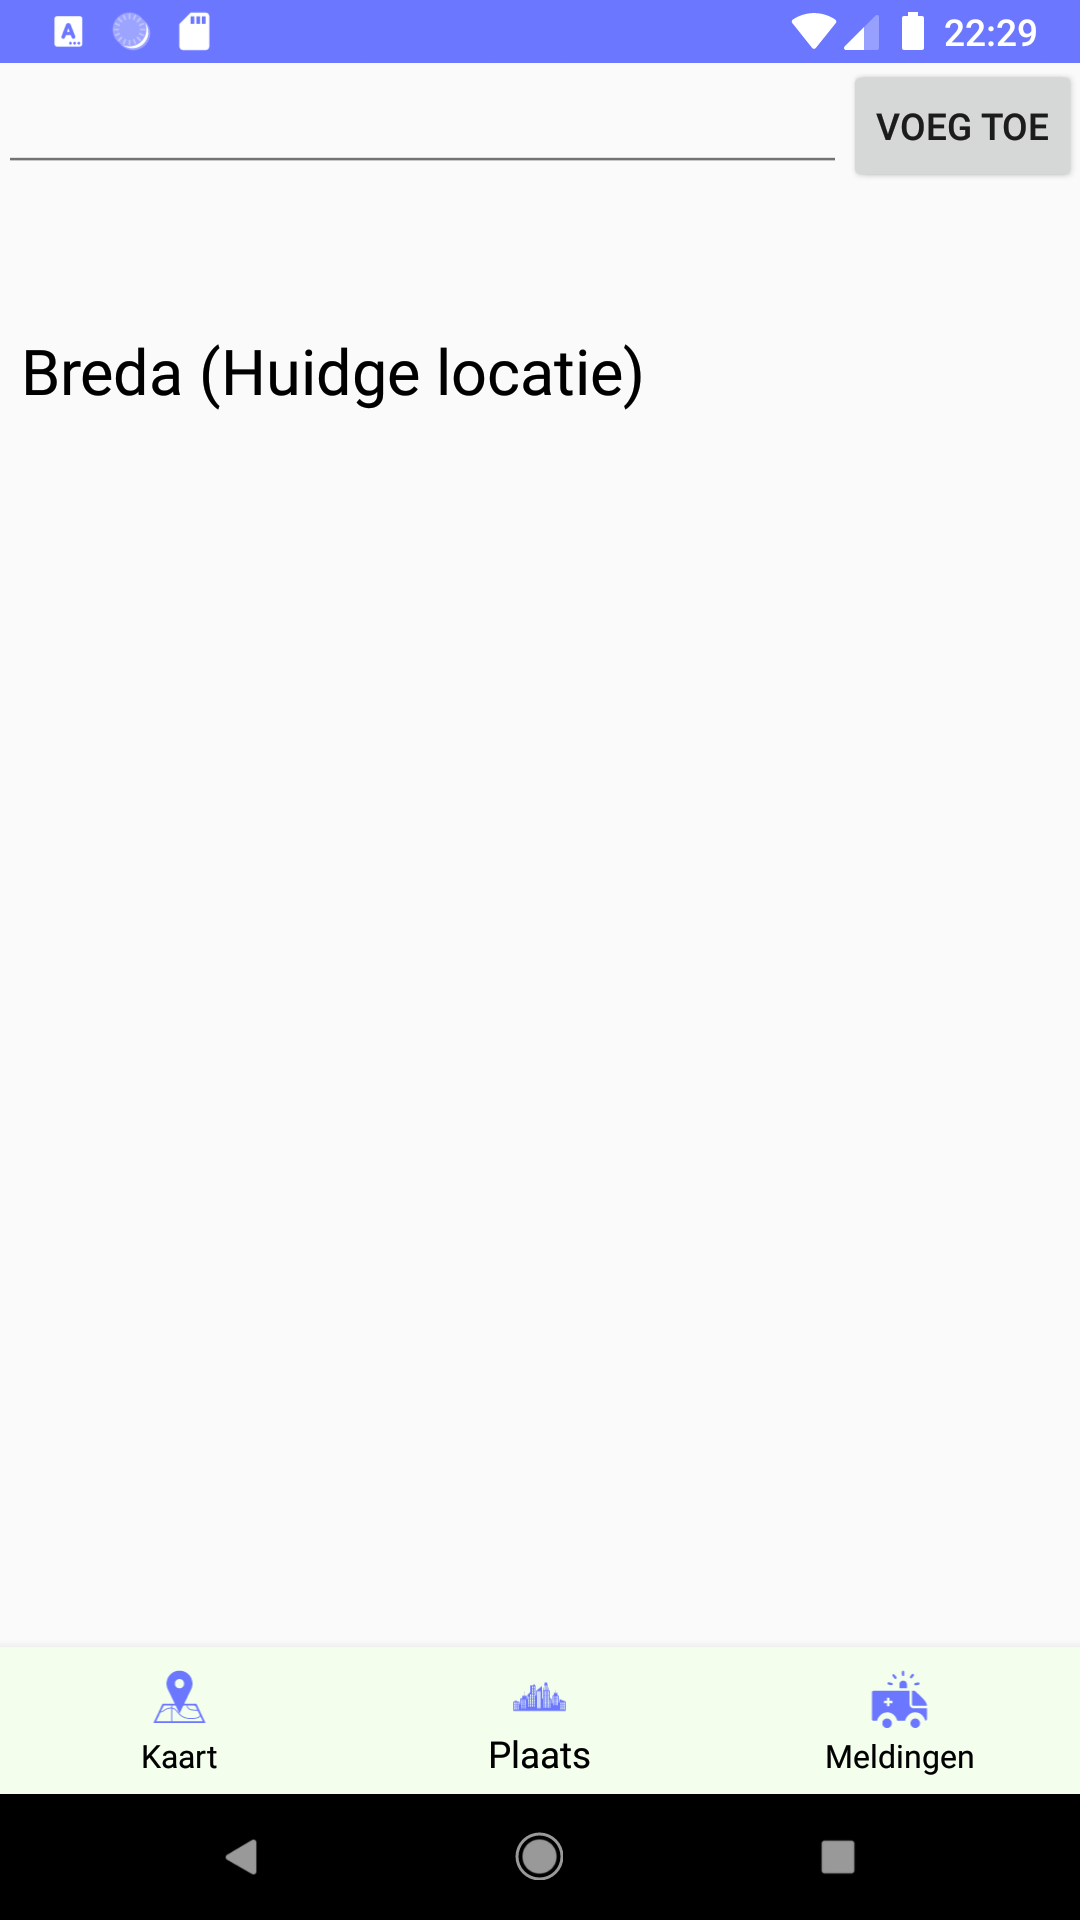 22:29
VOEG TOE
Breda (Huidge locatie)
Kaart
Plaats
Meldingen